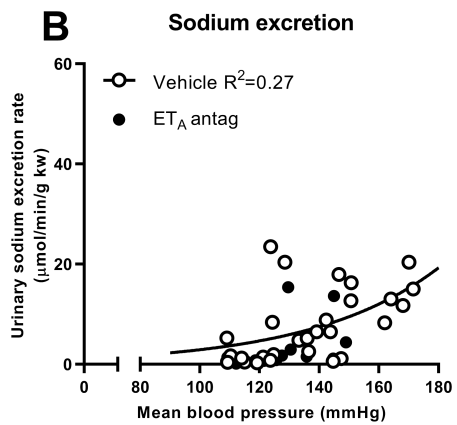 B
Sodium excretion
Vehicle R²=0.27
ET_A antag
Urinary sodium excretion rate
(μmol/min/g kw)
60
40
20
0
0 80 100 120 140 160 180
Mean blood pressure (mmHg)